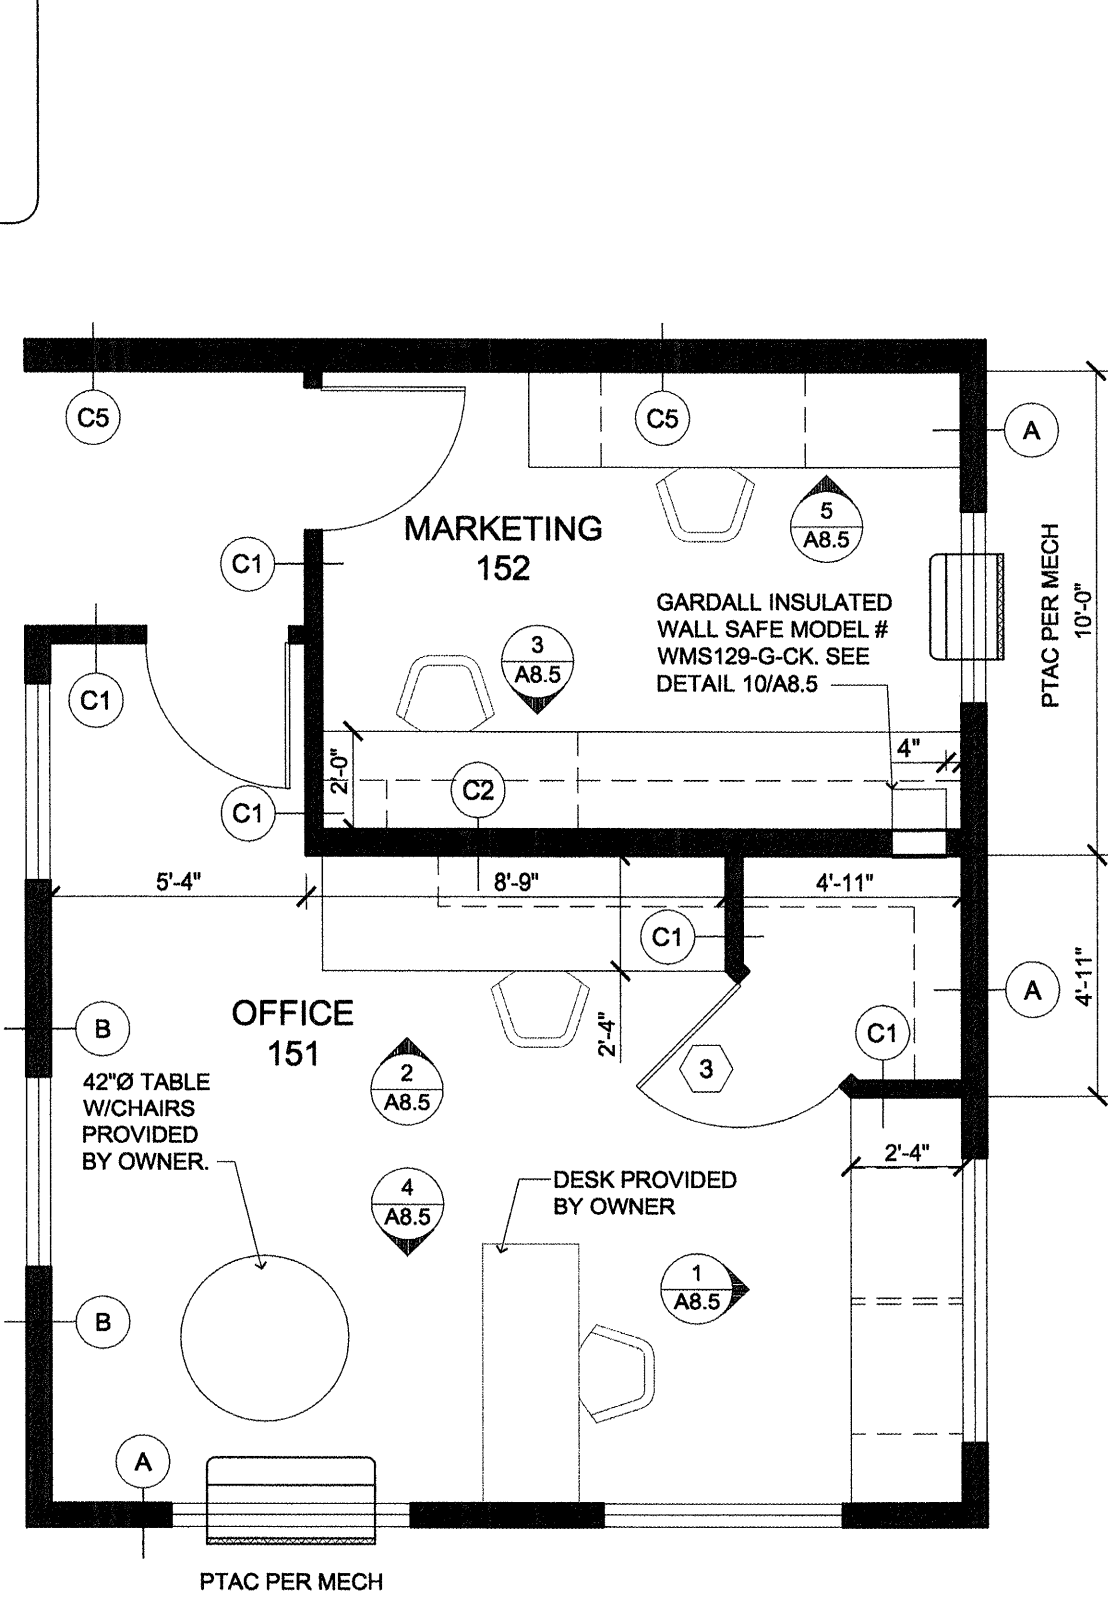 C5
C5
A
MARKETING
152
5
A8.5
C1
PTAC PER MECH
10'-0"
GARDALL INSULATED
WALL SAFE MODEL #
WMS129-G-CK. SEE
DETAIL 10/A8.5
3
A8.5
C1
4"
2'-0"
C2
C1
5'-4"
8'-9"
4'-11"
C1
4'-11"
A
OFFICE
151
B
2'-4"
C1
3
42"Ø TABLE
W/CHAIRS
PROVIDED
BY OWNER.
2
A8.5
2'-4"
4
A8.5
DESK PROVIDED
BY OWNER
1
A8.5
B
A
PTAC PER MECH